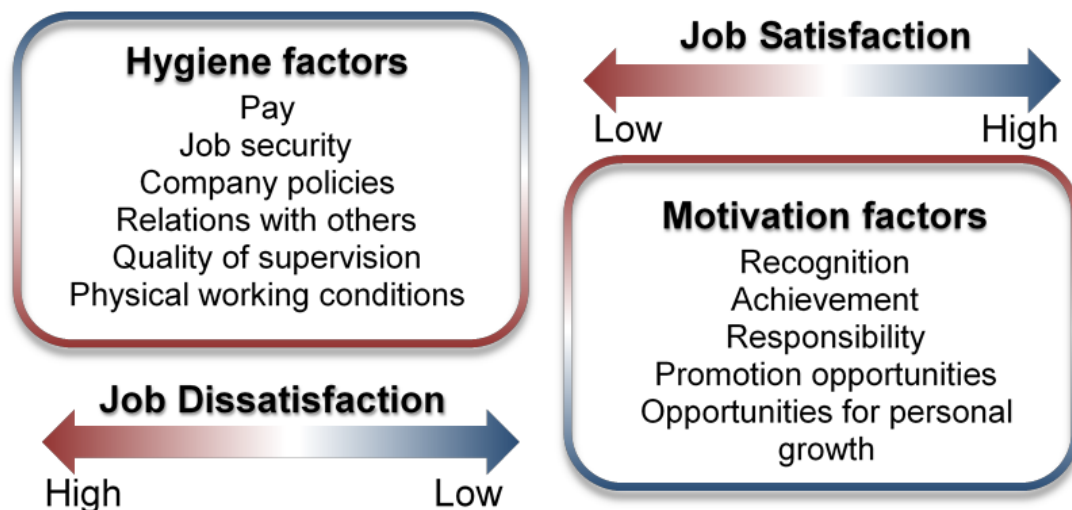 Hygiene factors
Pay
Job security
Company policies
Relations with others
Quality of supervision
Physical working conditions
Job Dissatisfaction
High Low
Job Satisfaction
Low High
Motivation factors
Recognition
Achievement
Responsibility
Promotion opportunities
Opportunities for personal
growth